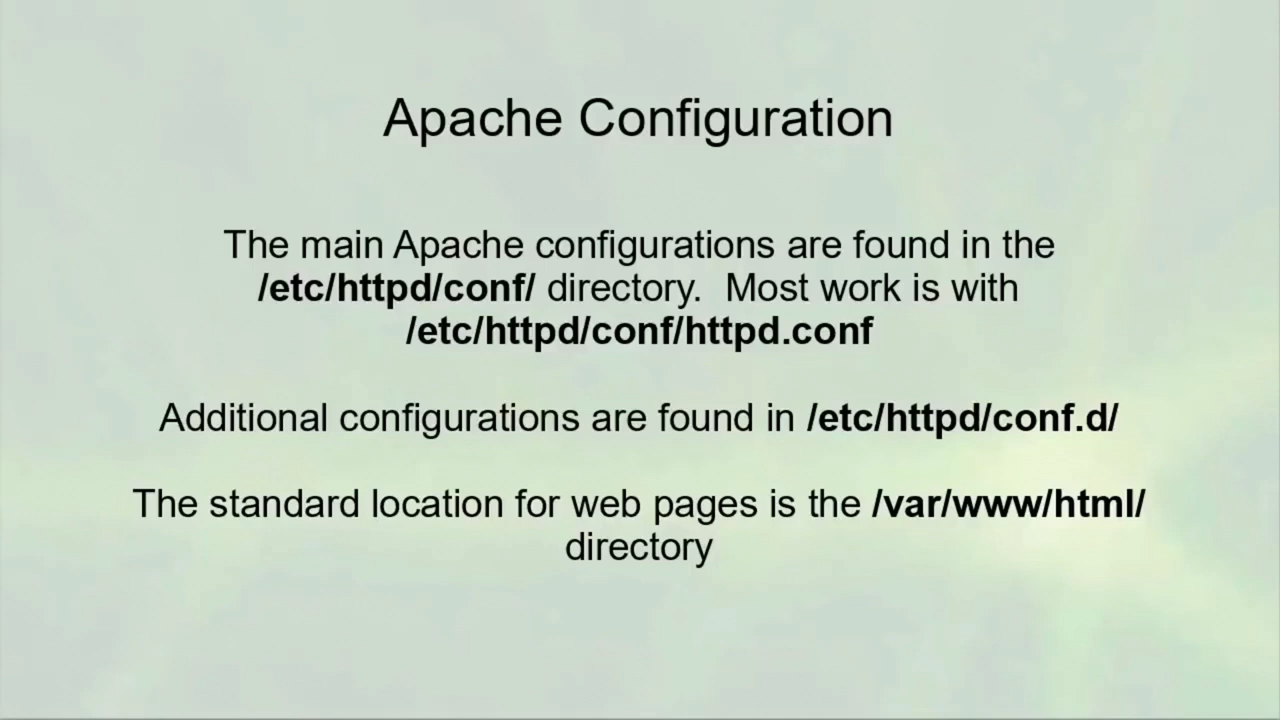 Apache Configuration
The main Apache configurations are found in the
/etc/httpd/conf/ directory.  Most work is with
/etc/httpd/conf/httpd.conf
Additional configurations are found in /etc/httpd/conf.d/
The standard location for web pages is the /var/www/html/
directory